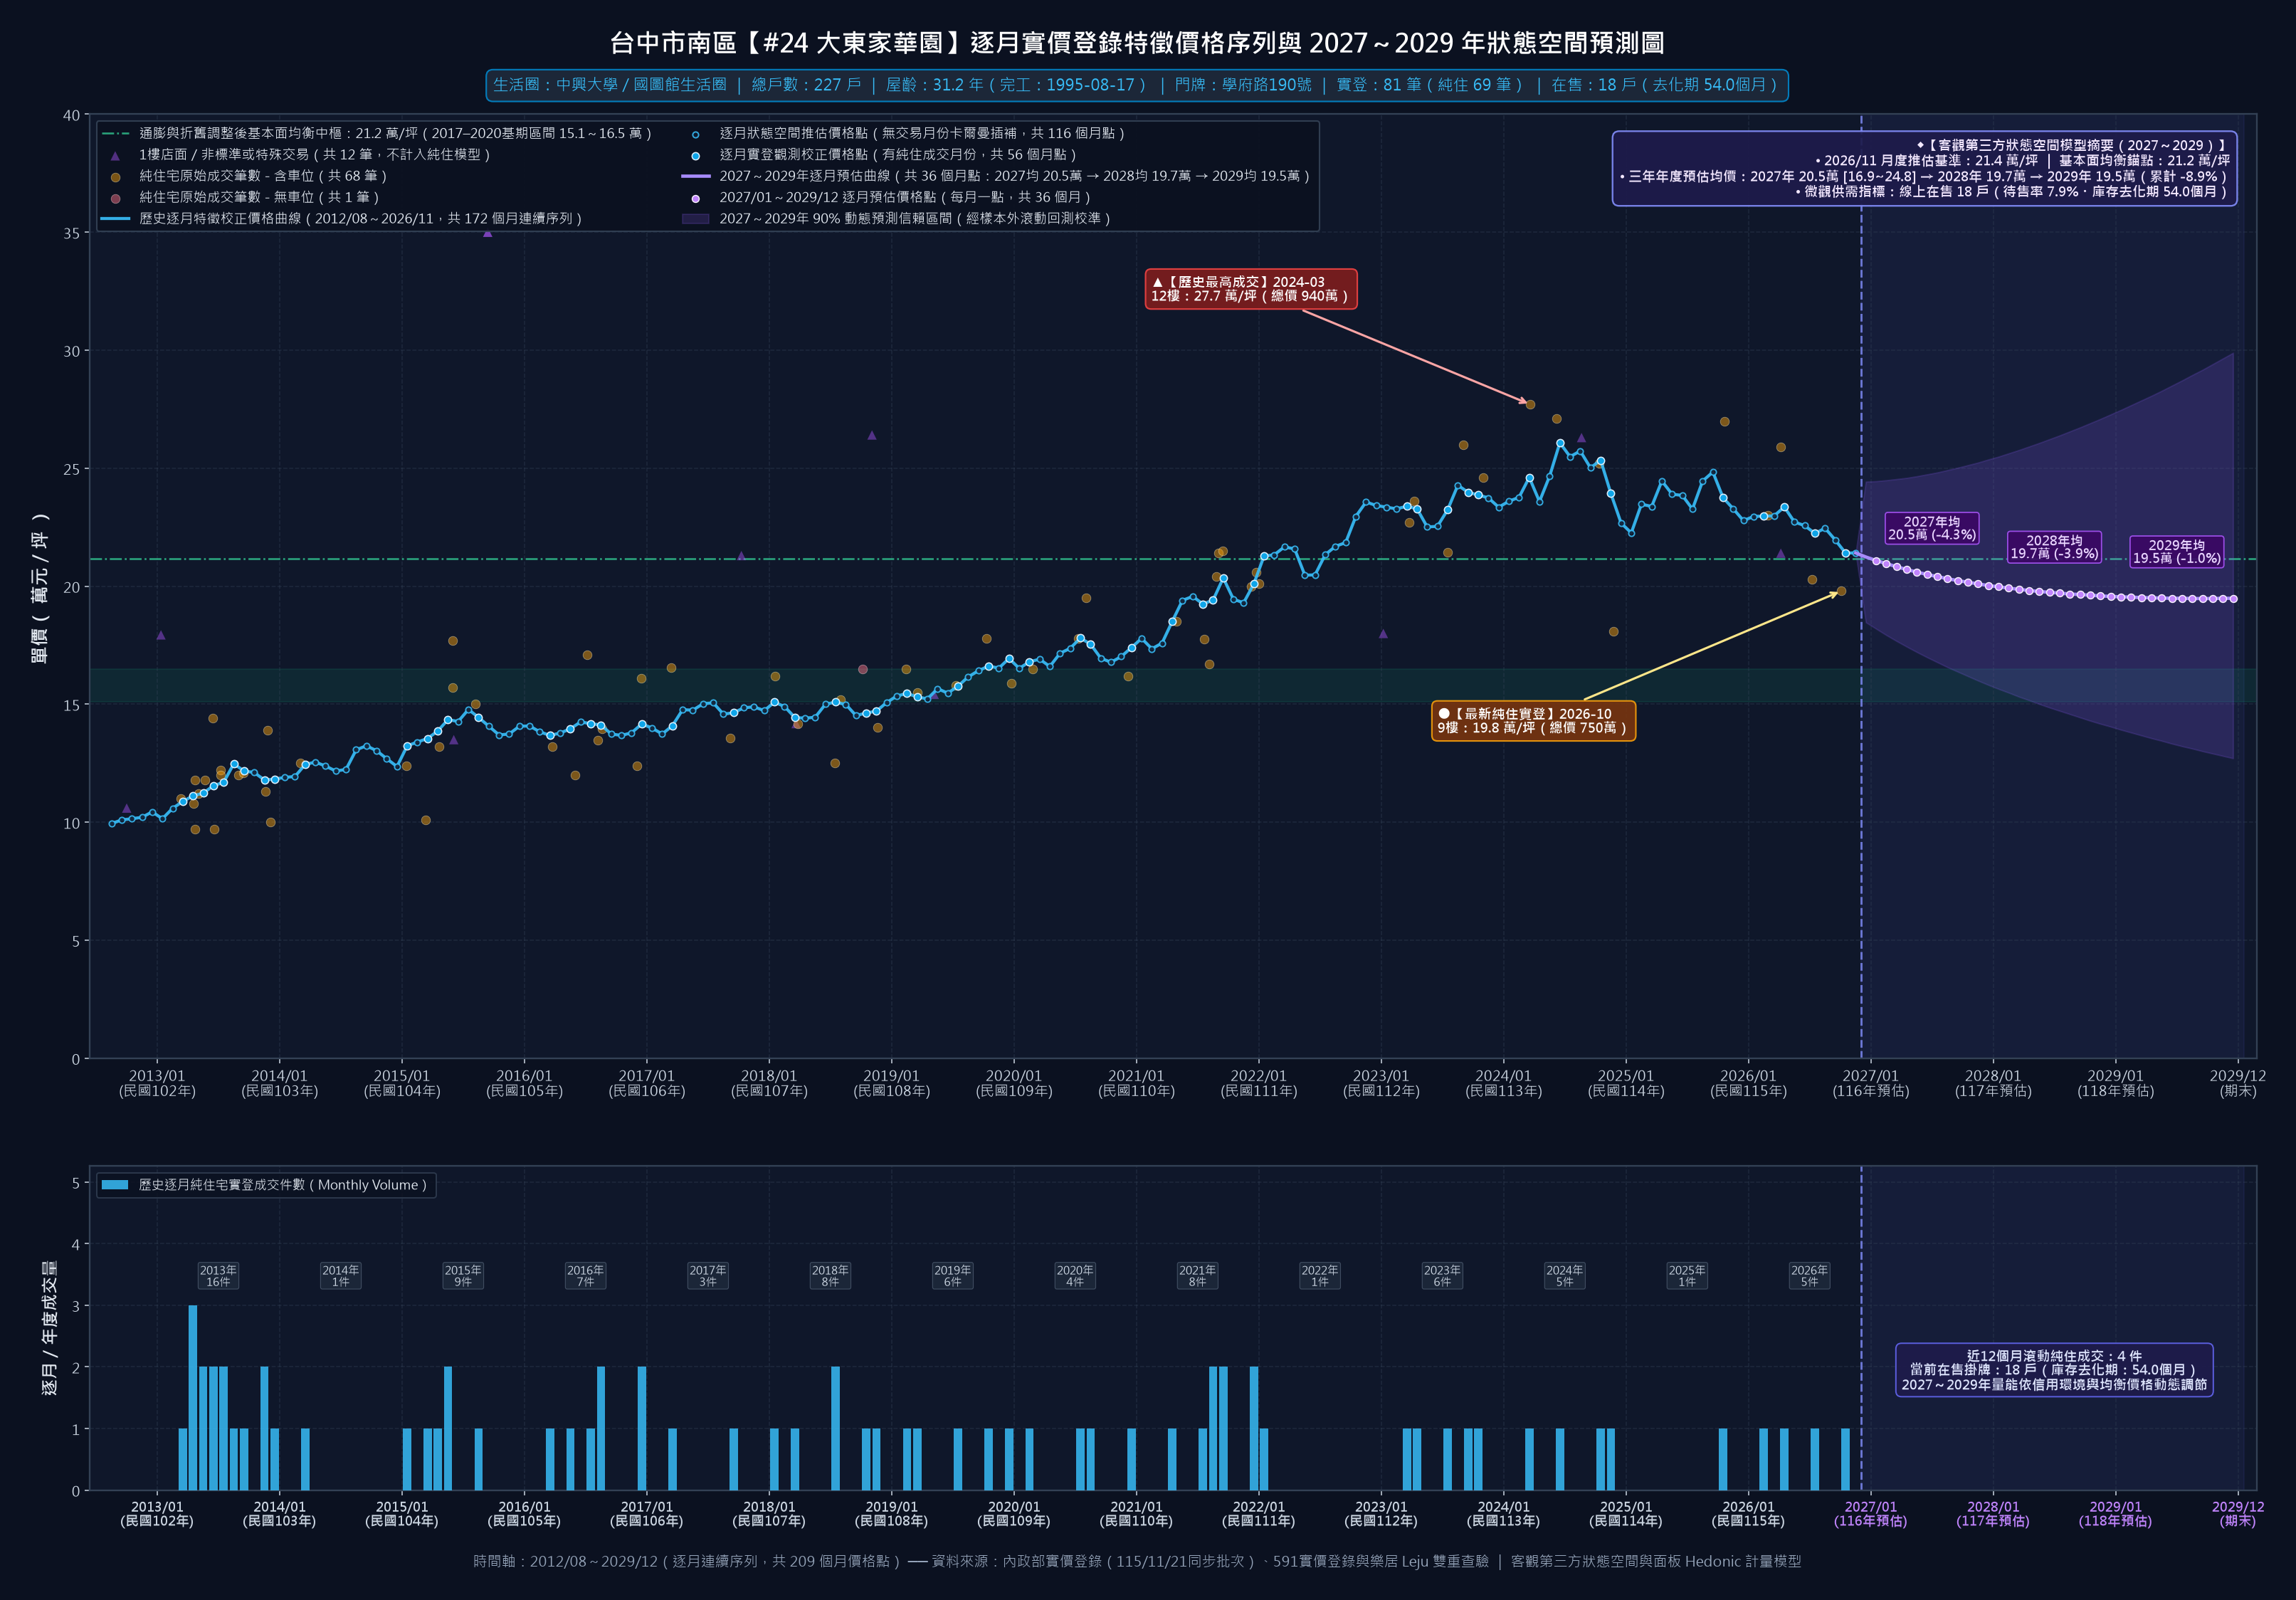 台中市南區【#24 大東家華園】逐月實價登錄特徵價格序列與 2027～2029 年狀態空間預測圖
生活圈：中興大學 / 國圖館生活圈 | 總戶數：227 戶 | 屋齡：31.2 年 ( 完工：1995-08-17 ) | 門牌：學府路190號 | 實登：81 筆 ( 純住 69 筆 ) | 在售：18 戶 ( 去化期 54.0個月 )
通膨與折舊調整後基本面均衡中樞：21.2 萬/坪 ( 2017–2020基期區間 15.1～16.5 萬 )
1樓店面 / 非標準或特殊交易 ( 共 12 筆，不計入純住模型 )
純住宅原始成交筆數 - 含車位 ( 共 68 筆 )
純住宅原始成交筆數 - 無車位 ( 共 1 筆 )
歷史逐月特徵校正價格曲線 ( 2012/08～2026/11，共 172 個月連續序列 )
逐月狀態空間推估價格點 ( 無交易月份卡爾曼插補，共 116 個月點 )
逐月實登觀測校正價格點 ( 有純住成交月份，共 56 個月點 )
2027～2029年逐月預估曲線 ( 共 36 個月點：2027均 20.5萬 → 2028均 19.7萬 → 2029均 19.5萬 )
2027/01～2029/12 逐月預估價格點 ( 每月一點，共 36 個月 )
2027～2029年 90% 動態預測信賴區間 ( 經樣本外滾動回測校準 )
◆【 客觀第三方狀態空間模型摘要 ( 2027～2029 ) 】
• 2026/11 月度推估基準：21.4 萬/坪 | 基本面均衡錨點：21.2 萬/坪
• 三年年度預估均價：2027年 20.5萬 [16.9~24.8] → 2028年 19.7萬 → 2029年 19.5萬 ( 累計 -8.9% )
• 微觀供需指標：線上在售 18 戶 ( 待售率 7.9%．庫存去化期 54.0個月 )
▲【 歷史最高成交】2024-03
12樓：27.7 萬/坪 ( 總價 940萬 )
●【 最新純住實登】2026-10
9樓：19.8 萬/坪 ( 總價 750萬 )
2027年均
20.5萬 (-4.3%)
2028年均
19.7萬 (-3.9%)
2029年均
19.5萬 (-1.0%)
單價 ( 萬元 / 坪 )
40
35
30
25
20
15
10
5
0
2013/01
(民國102年)
2014/01
(民國103年)
2015/01
(民國104年)
2016/01
(民國105年)
2017/01
(民國106年)
2018/01
(民國107年)
2019/01
(民國108年)
2020/01
(民國109年)
2021/01
(民國110年)
2022/01
(民國111年)
2023/01
(民國112年)
2024/01
(民國113年)
2025/01
(民國114年)
2026/01
(民國115年)
2027/01
(116年預估)
2028/01
(117年預估)
2029/01
(118年預估)
2029/12
(期末)
歷史逐月純住宅實登成交件數 ( Monthly Volume )
逐月 / 年度成交量
5
4
3
2
1
0
2013年
16件
2014年
1件
2015年
9件
2016年
7件
2017年
3件
2018年
8件
2019年
6件
2020年
4件
2021年
8件
2022年
1件
2023年
6件
2024年
5件
2025年
1件
2026年
5件
近12個月滾動純住成交：4 件
當前在售掛牌：18 戶 ( 庫存去化期：54.0個月 )
2027～2029年量能依信用環境與均衡價格動態調節
2013/01
(民國102年)
2014/01
(民國103年)
2015/01
(民國104年)
2016/01
(民國105年)
2017/01
(民國106年)
2018/01
(民國107年)
2019/01
(民國108年)
2020/01
(民國109年)
2021/01
(民國110年)
2022/01
(民國111年)
2023/01
(民國112年)
2024/01
(民國113年)
2025/01
(民國114年)
2026/01
(民國115年)
2027/01
(116年預估)
2028/01
(117年預估)
2029/01
(118年預估)
2029/12
(期末)
時間軸：2012/08～2029/12 ( 逐月連續序列，共 209 個月價格點 ) ── 資料來源：內政部實價登錄 ( 115/11/21同步批次 ) 、591實價登錄與樂居 Leju 雙重查驗 | 客觀第三方狀態空間與面板 Hedonic 計量模型